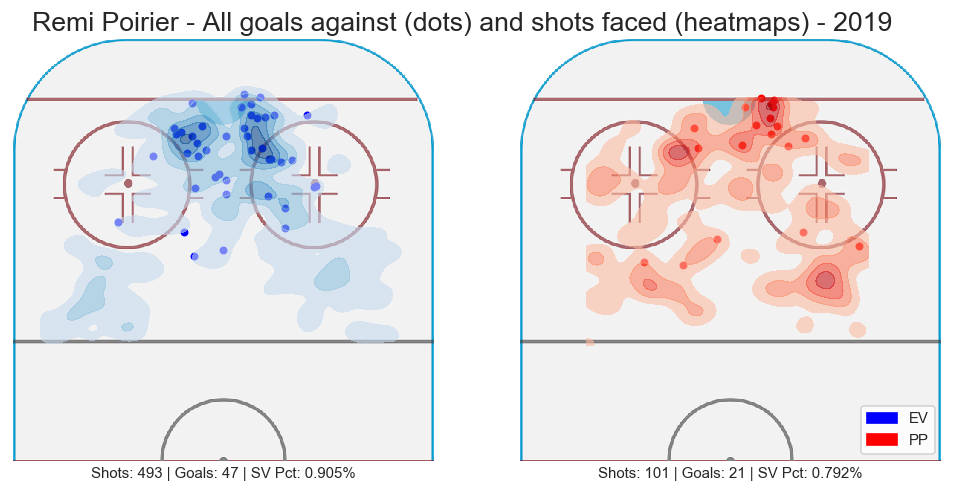 Remi Poirier - All goals against (dots) and shots faced (heatmaps) - 2019
EV
PP
Shots: 493 | Goals: 47 | SV Pct: 0.905%
Shots: 101 | Goals: 21 | SV Pct: 0.792%